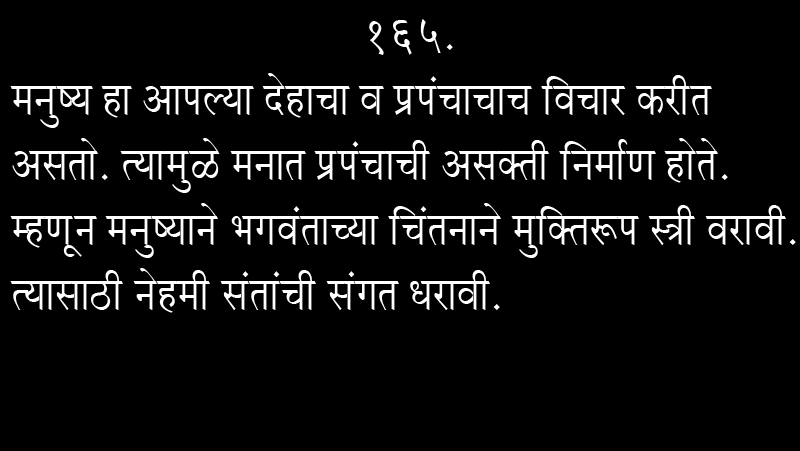 १६५.
मनुष्य हा आपल्या देहाचा व प्रपंचाचाच विचार करीत
असतो. त्यामुळे मनात प्रपंचाची असक्ती निर्माण होते.
म्हणून मनुष्याने भगवंताच्या चिंतनाने मुक्तिरूप स्त्री वरावी.
त्यासाठी नेहमी संतांची संगत धरावी.